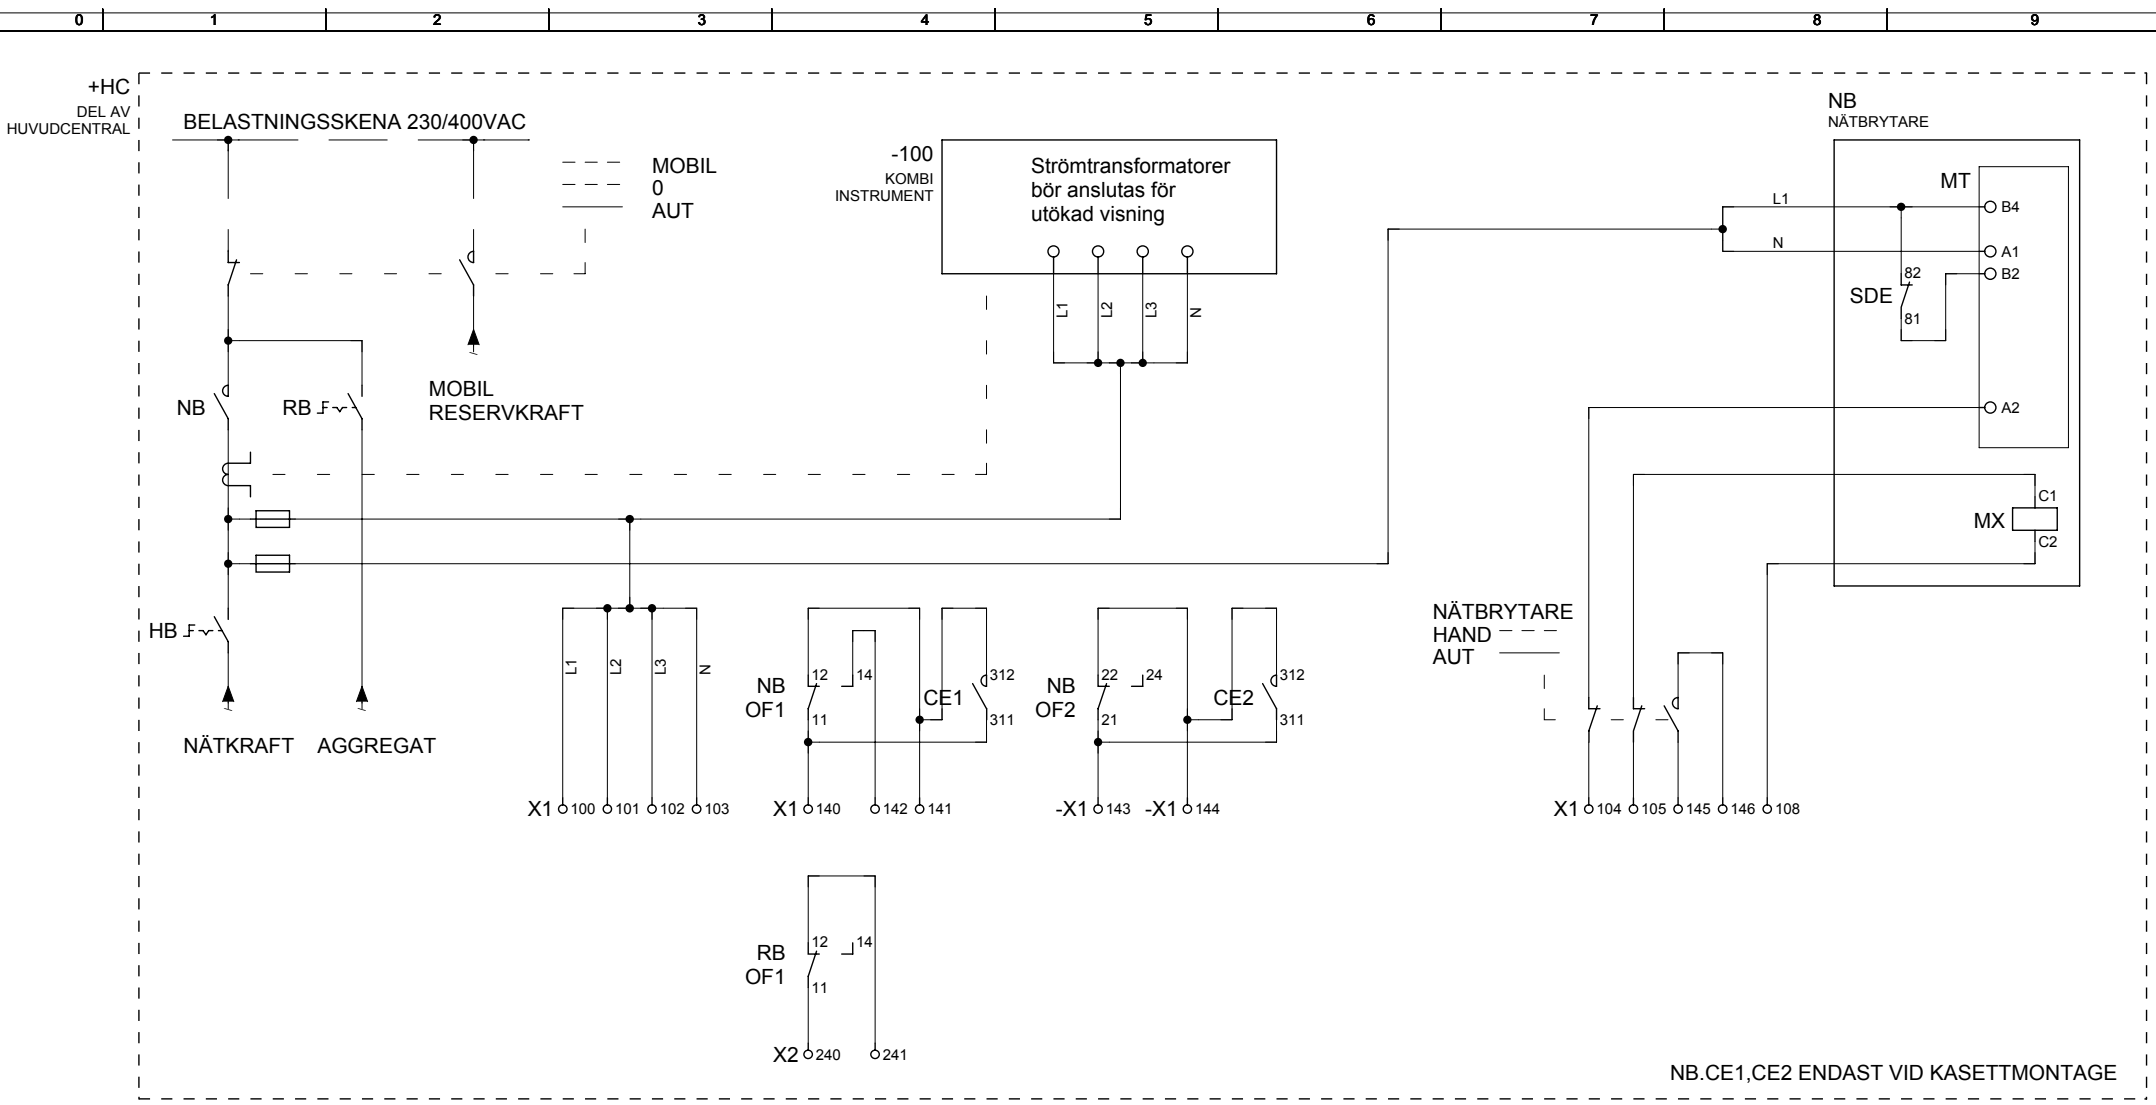 0 1 2 3 4 5 6 7 8 9
+HC
DEL AV
HUVUDCENTRAL
BELASTNINGSSKENA 230/400VAC
MOBIL
0
AUT
-100
KOMBI
INSTRUMENT
Strömtransformatorer
bör anslutas för
utökad visning
L1 L2 L3 N
NB
NÄTBRYTARE
MT
L1
N
B4
A1
B2
82
SDE
81
A2
C1
MX
C2
MOBIL
RESERVKRAFT
NB
RB
HB
NÄTKRAFT AGGREGAT
L1 L2 L3 N
X1 100 101 102 103
NB
OF1
12 14
11
CE1
312
311
X1 140 142 141
NB
OF2
22 24
21
CE2
312
311
-X1 143 -X1 144
NÄTBRYTARE
HAND
AUT
X1 104 105 145 146 108
RB
OF1
12 14
11
X2 240 241
NB.CE1,CE2 ENDAST VID KASETTMONTAGE